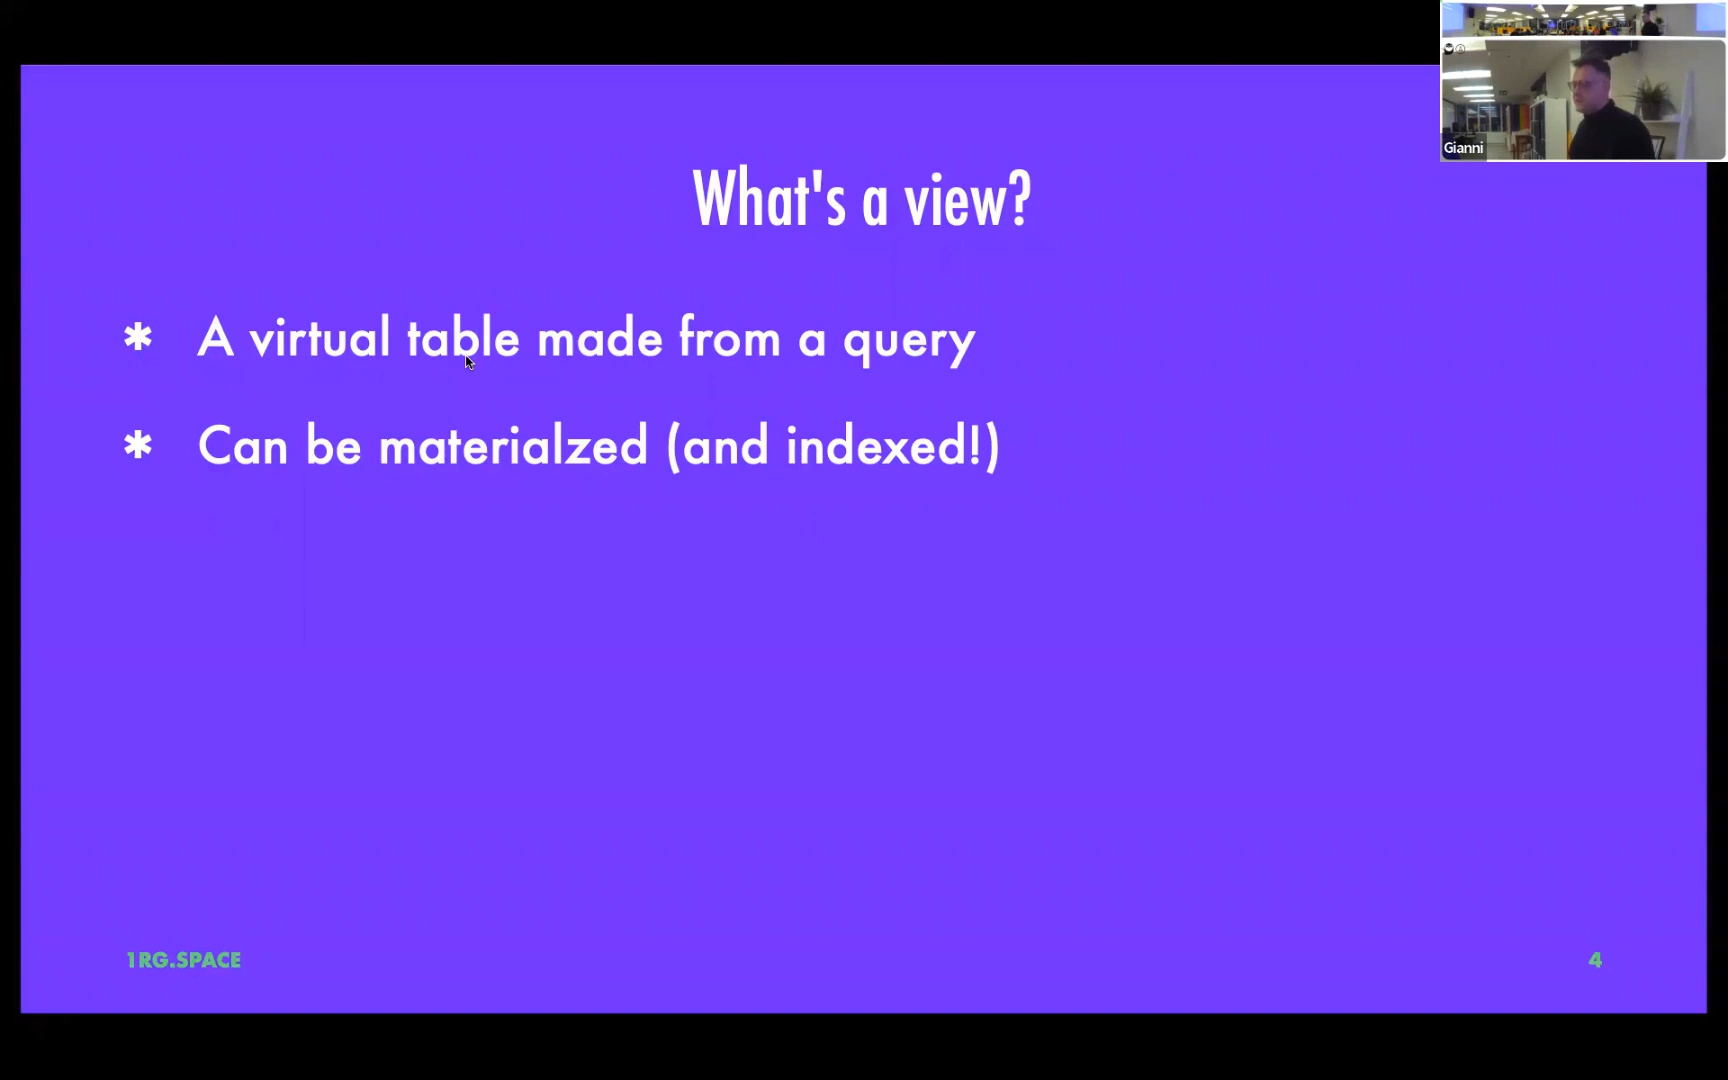 Gianni
What's a view?
* A virtual table made from a query
* Can be materialzed (and indexed!)
1RG.SPACE
4